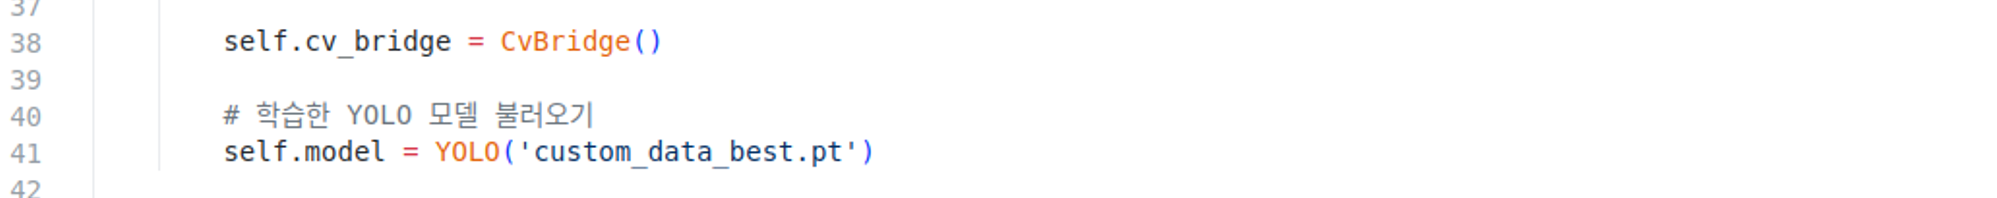 37
38 self.cv_bridge = CvBridge()
39
40 # 학습한 YOLO 모델 불러오기
41 self.model = YOLO('custom_data_best.pt')
42